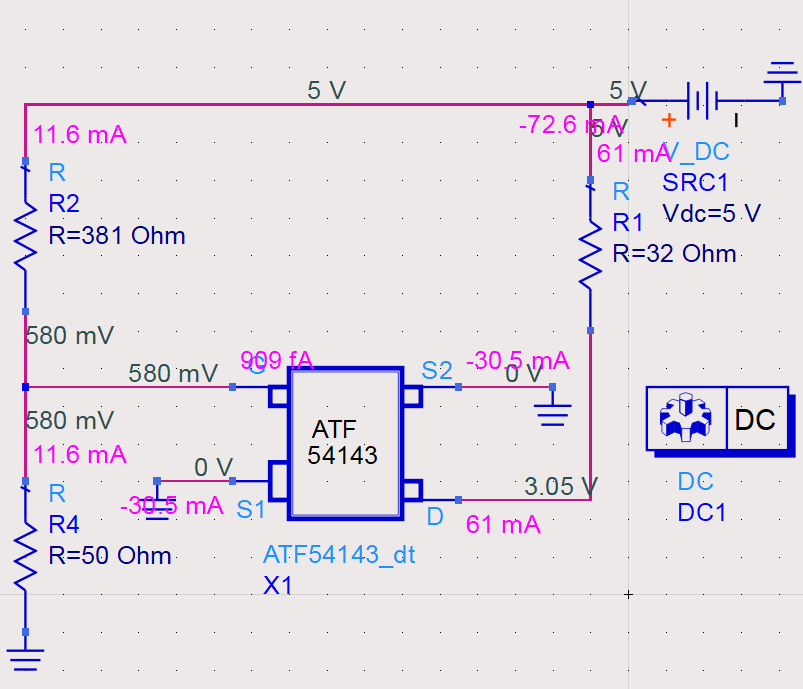 5 V
5 V
-72.6 mA
5 V
11.6 mA
61 mA
V_DC
SRC1
Vdc=5 V
R
R2
R=381 Ohm
R
R1
R=32 Ohm
580 mV
909 fA
G
580 mV
S2
-30.5 mA
0 V
580 mV
11.6 mA
ATF
54143
DC
0 V
-30.5 mA
S1
3.05 V
D
61 mA
R
R4
R=50 Ohm
DC
DC1
ATF54143_dt
X1